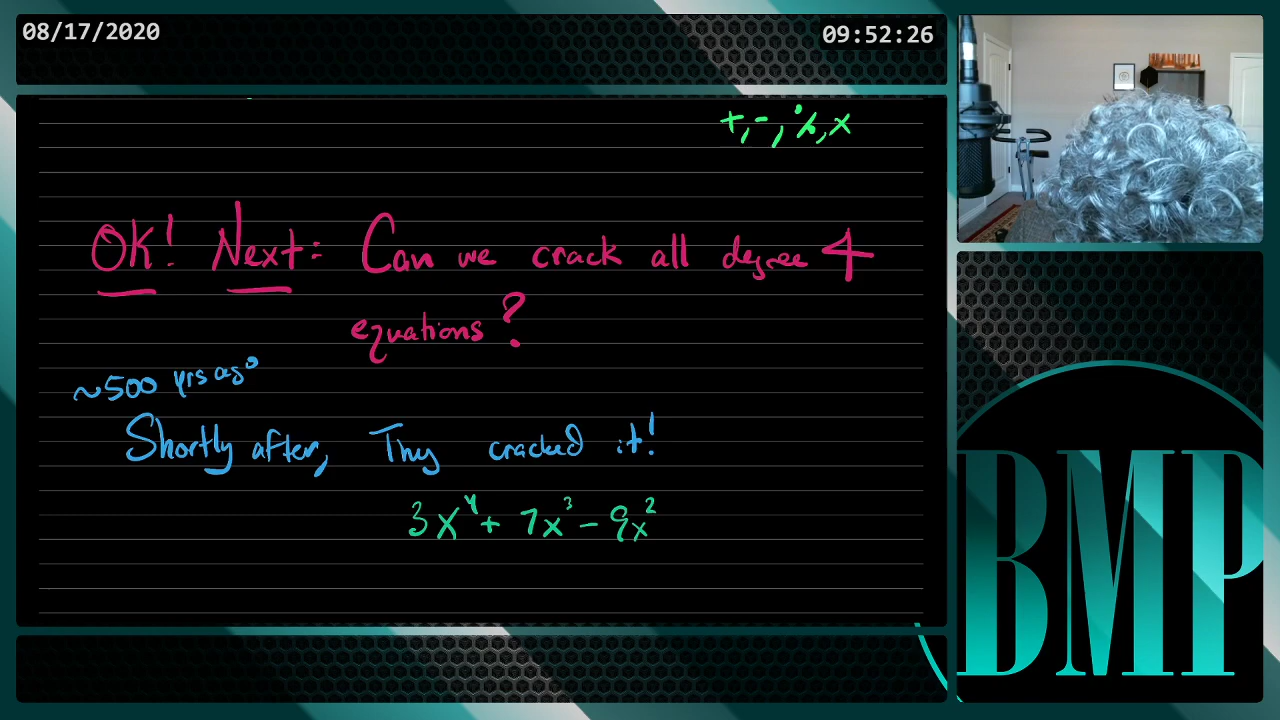 08/17/2020
09:52:26
+, -, ÷, x
OK! Next: Can we crack all degree 4
equations?
~500 yrs ago
Shortly after, They cracked it!
3x⁴ + 7x³ - 9x²
BMP